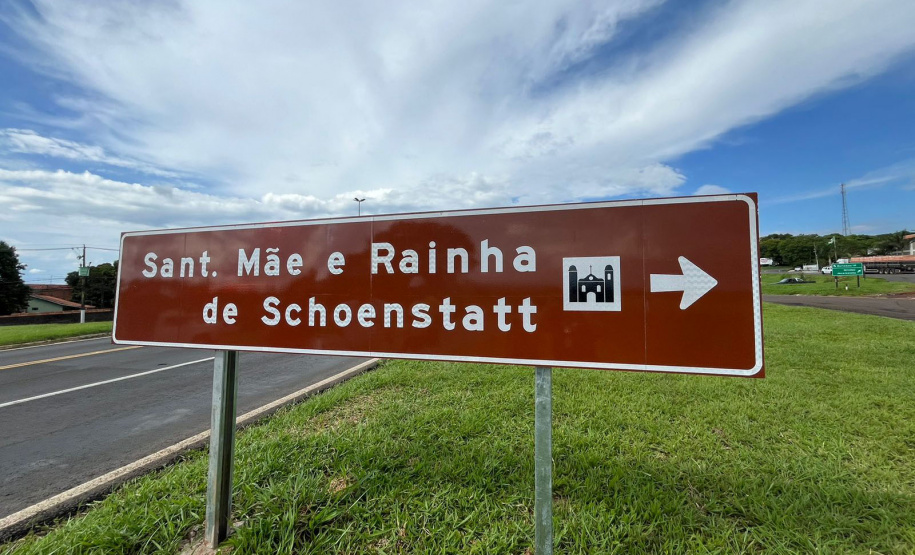 Sant. Mãe e Rainha
de Schoenstatt